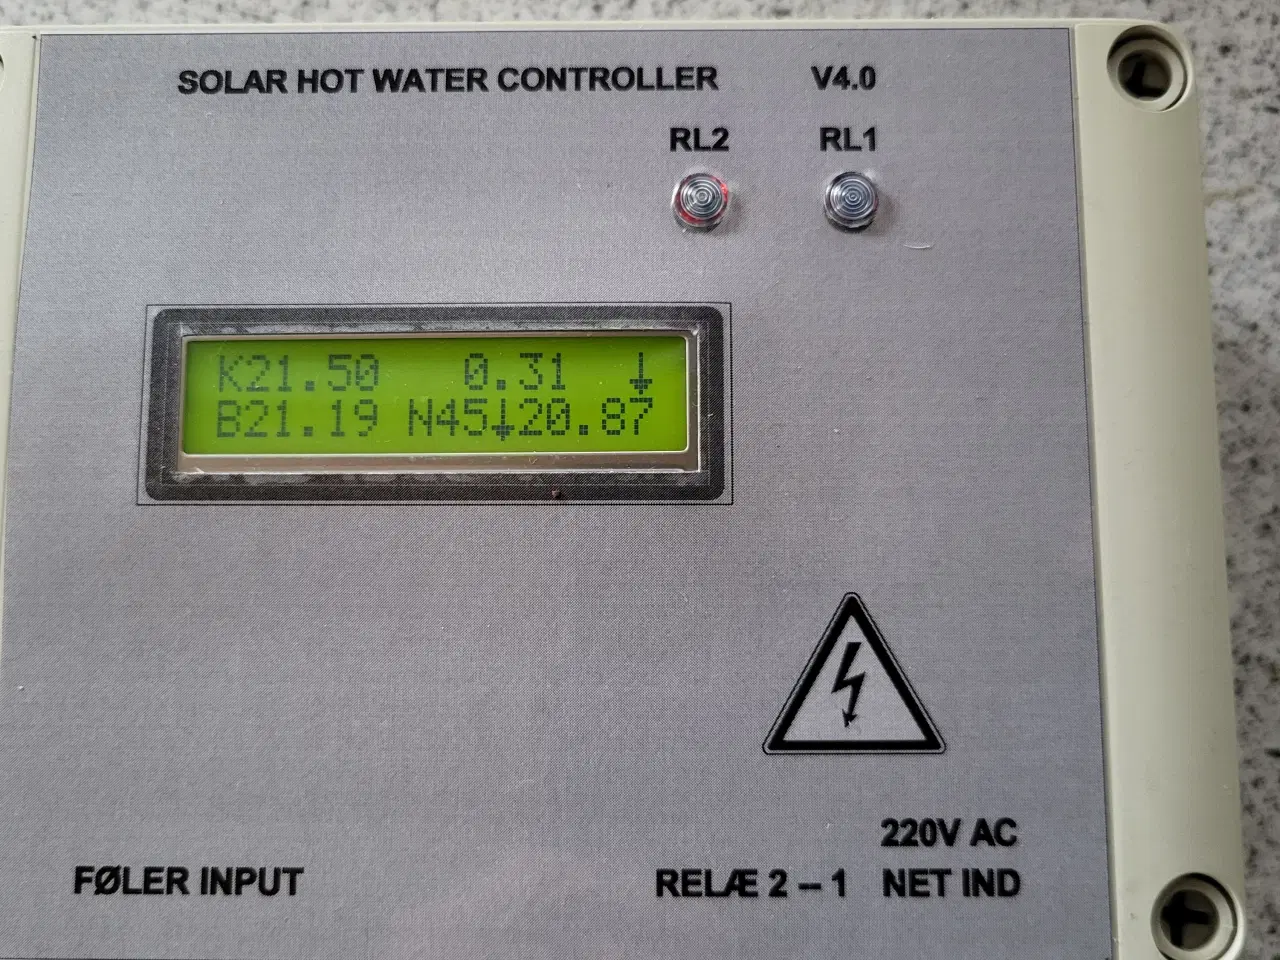 SOLAR HOT WATER CONTROLLER V4.0
RL2 RL1
K21.50 0.31 ↓
B21.19 N45↓20.87
220V AC
FØLER INPUT RELÆ 2 – 1 NET IND